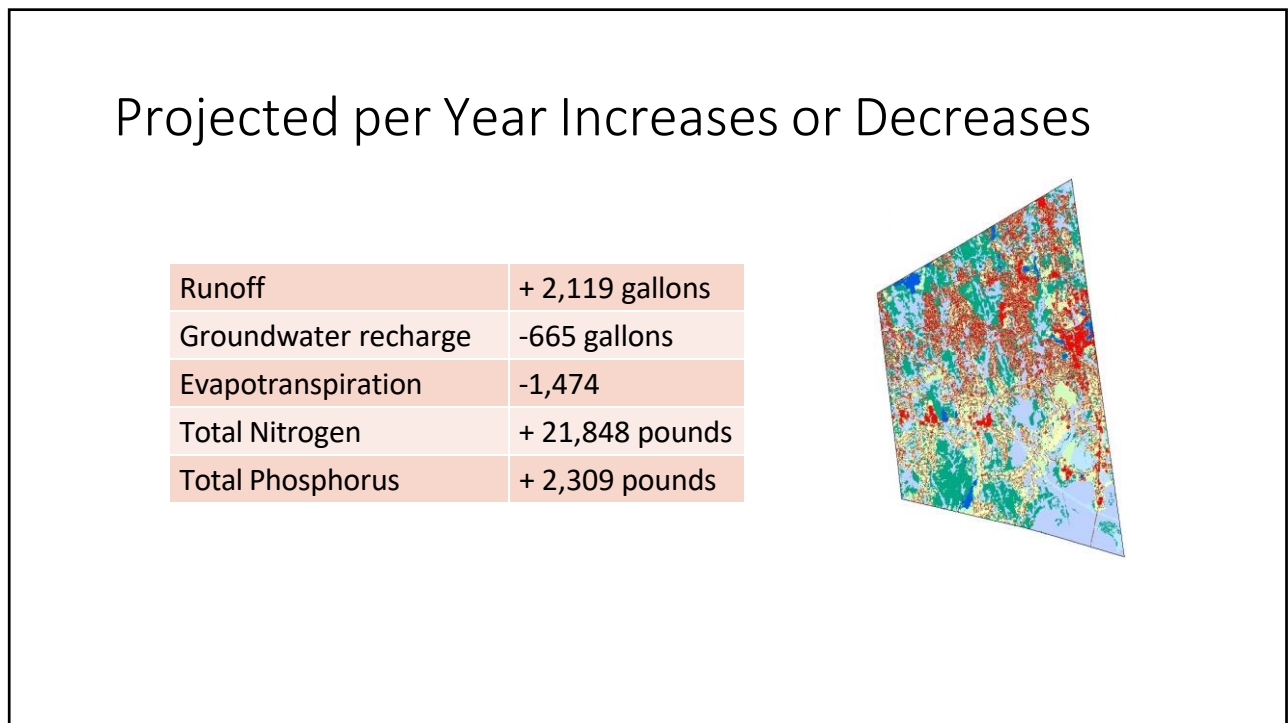 Projected per Year Increases or Decreases
Runoff + 2,119 gallons
Groundwater recharge -665 gallons
Evapotranspiration -1,474
Total Nitrogen + 21,848 pounds
Total Phosphorus + 2,309 pounds